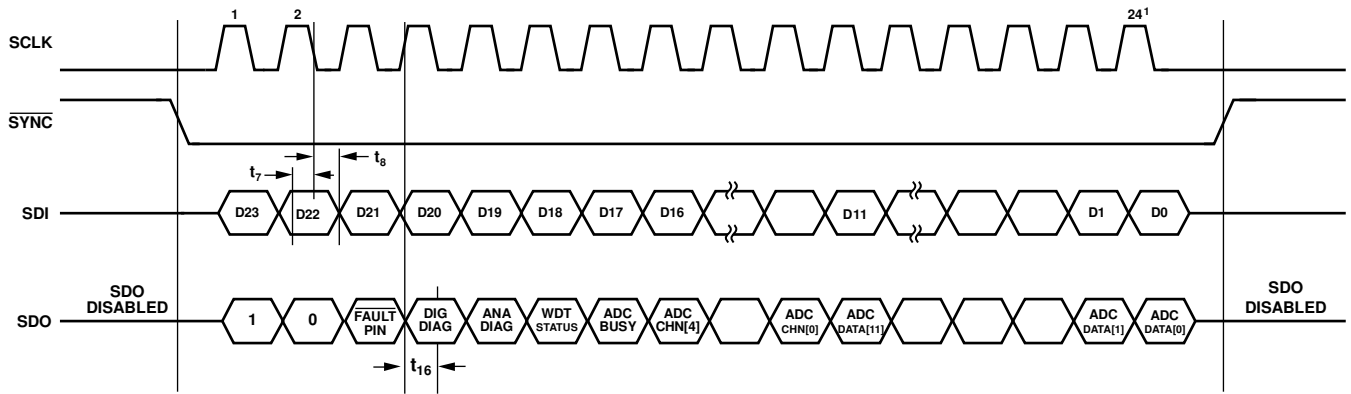 1 2 24¹
SCLK
SYNC
t₇ t₈
SDI D23 D22 D21 D20 D19 D18 D17 D16 D11 D1 D0
SDO DISABLED
SDO 1 0 FAULT PIN DIG DIAG ANA DIAG WDT STATUS ADC BUSY ADC CHN[4] ADC CHN[0] ADC DATA[11] ADC DATA[1] ADC DATA[0]
SDO DISABLED
t₁₆